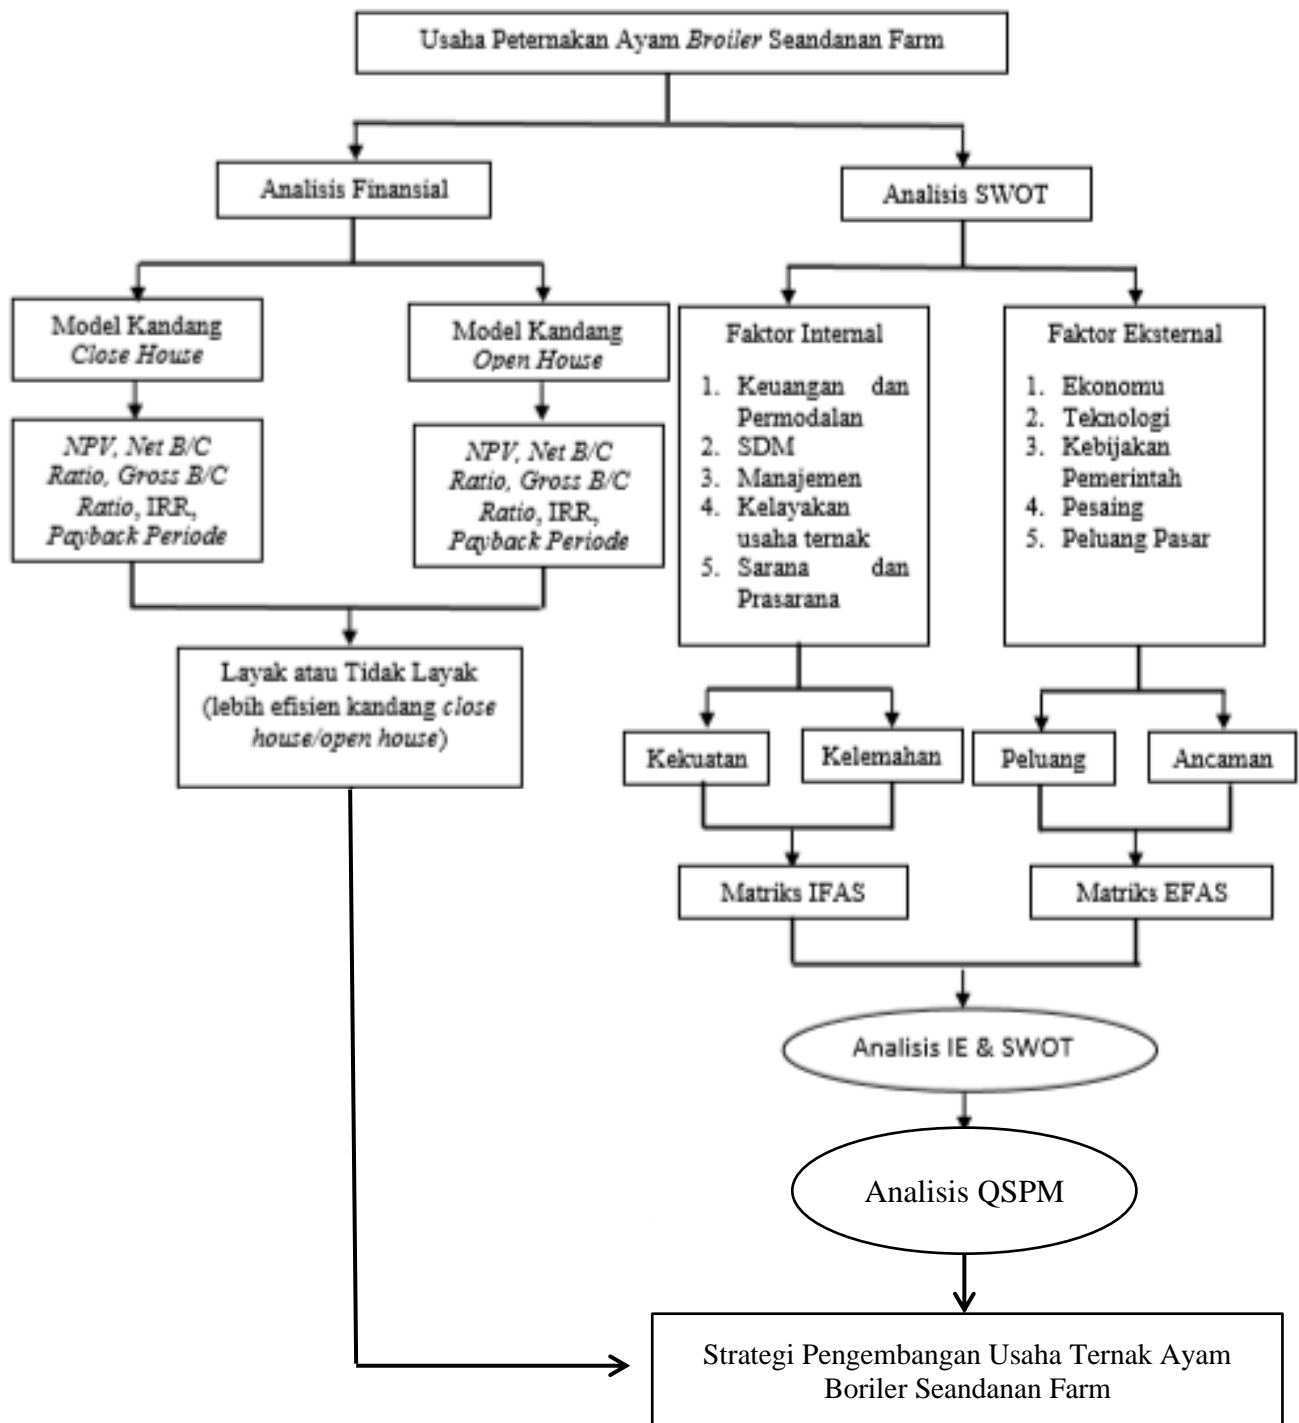 Usaha Peternakan Ayam Broiler Seandanan Farm
Analisis Finansial
Analisis SWOT
Model Kandang
Close House
Model Kandang
Open House
NPV, Net B/C
Ratio, Gross B/C
Ratio, IRR,
Payback Periode
NPV, Net B/C
Ratio, Gross B/C
Ratio, IRR,
Payback Periode
Layak atau Tidak Layak
(lebih efisien kandang close
house/open house)
Faktor Internal
1. Keuangan dan
Permodalan
2. SDM
3. Manajemen
4. Kelayakan
usaha ternak
5. Sarana dan
Prasarana
Faktor Eksternal
1. Ekonomu
2. Teknologi
3. Kebijakan
Pemerintah
4. Pesaing
5. Peluang Pasar
Kekuatan
Kelemahan
Peluang
Ancaman
Matriks IFAS
Matriks EFAS
Analisis IE & SWOT
Analisis QSPM
Strategi Pengembangan Usaha Ternak Ayam
Boriler Seandanan Farm